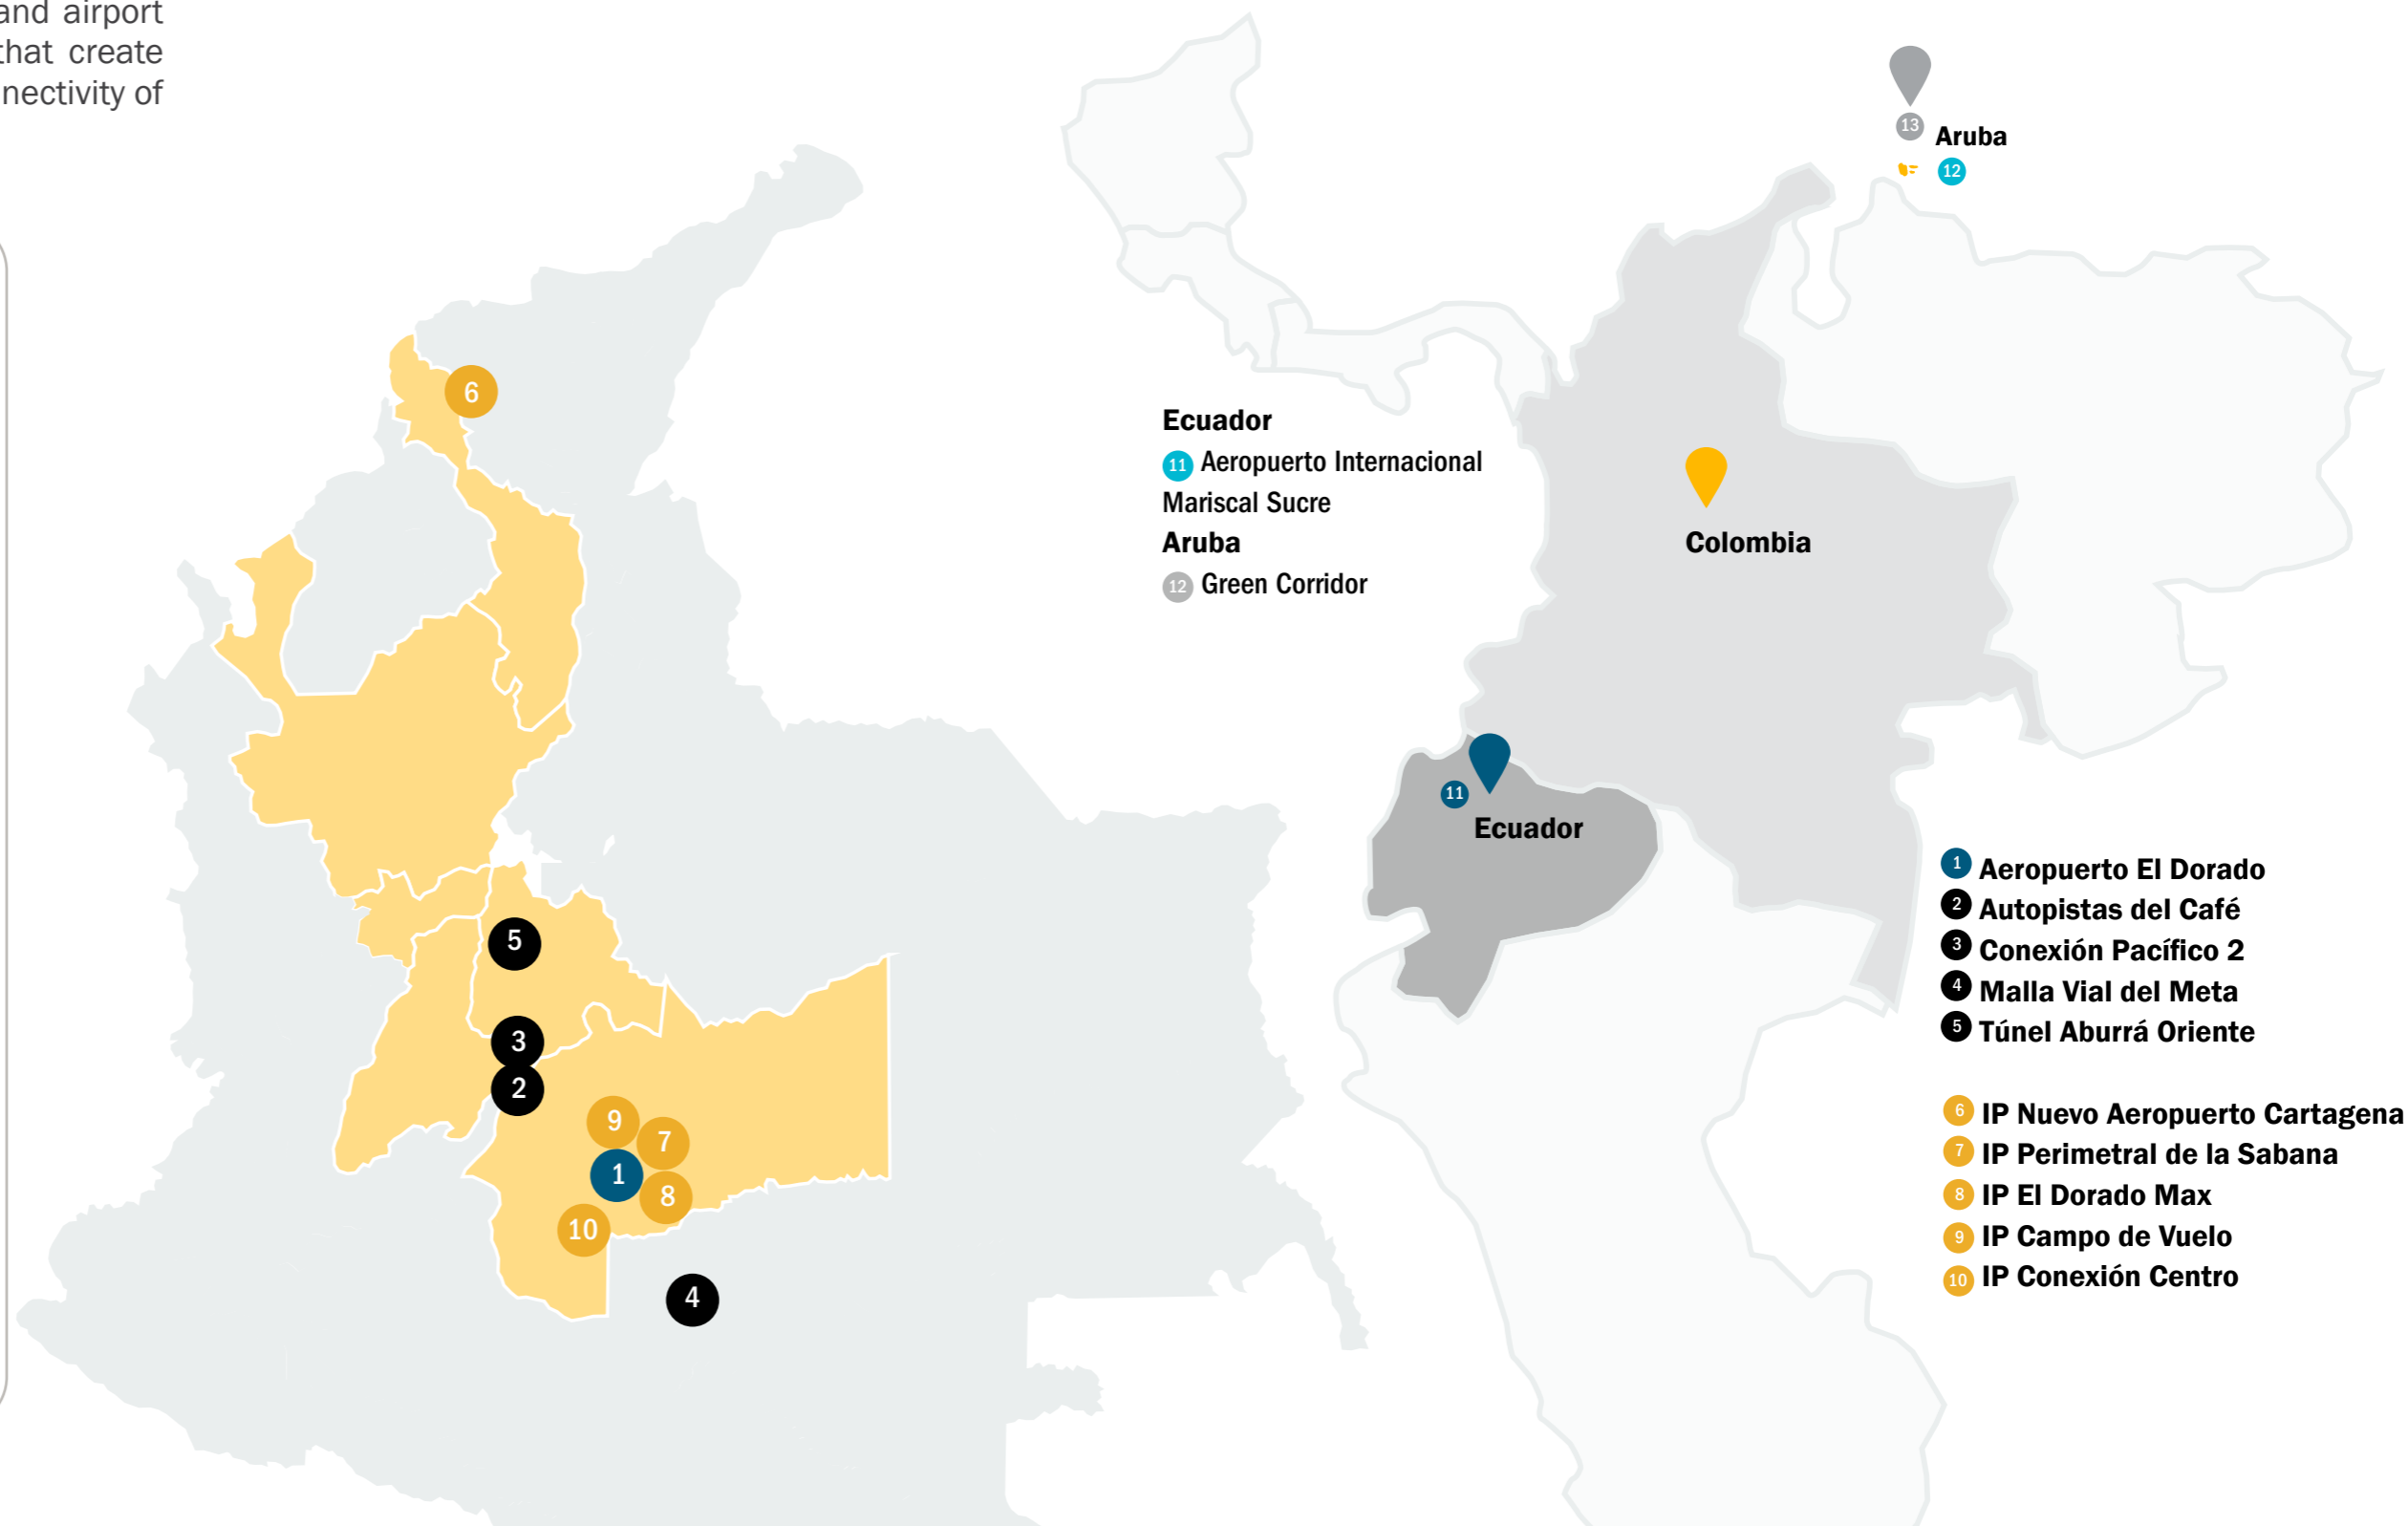 and airport
that create
nectivity of
13
Aruba
12
6
Ecuador
11 Aeropuerto Internacional
Mariscal Sucre
Aruba
12 Green Corridor
Colombia
11
Ecuador
5
3
2
9
7
1
8
10
4
1 Aeropuerto El Dorado
2 Autopistas del Café
3 Conexión Pacífico 2
4 Malla Vial del Meta
5 Túnel Aburrá Oriente
6 IP Nuevo Aeropuerto Cartagena
7 IP Perimetral de la Sabana
8 IP El Dorado Max
9 IP Campo de Vuelo
10 IP Conexión Centro